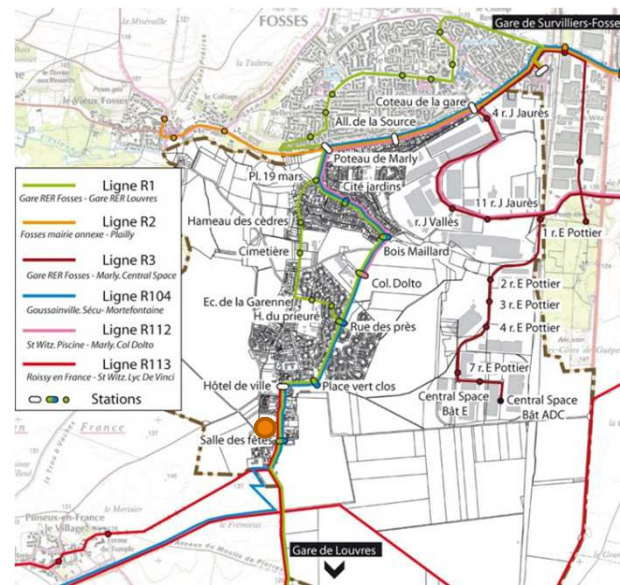 Gare de Survilliers-Fosses
FOSSES
le Vieux Fosses
Coteau de la gare
4 r. J Jaurès
All. de la Source
Poteau de Marly
Pl. 19 mars
Cité jardins
Ligne R1
Gare RER Fosses - Gare RER Louvres
Hameau des cèdres
r. J Vallès
11 r. J Jaurès
Ligne R2
Fosses mairie annexe - Plailly
Cimetière
Bois Maillard
1 r. E Pottier
Ligne R3
Gare RER Fosses - Marly. Central Space
Col. Dolto
2 r. E Pottier
Ligne R104
Goussainville. Sécu - Mortefontaine
Ec. de la Garenne
H. du prieuré
3 r. E Pottier
Rue des près
4 r. E Pottier
Ligne R112
St Witz. Piscine - Marly. Col Dolto
7 r. E Pottier
Ligne R113
Roissy en France - St Witz. Lyc De Vinci
Hôtel de ville
Place vert clos
Central Space
Bât E
Central Space
Bât ADC
Stations
France
Salle des fêtes
Puiseux-en-France
le Village
Gare de Louvres